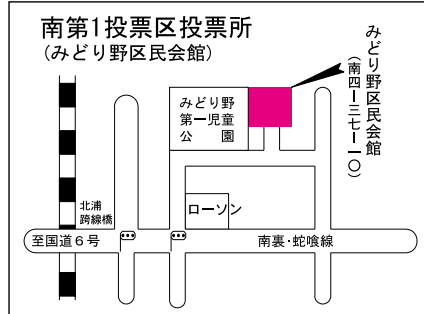 南第1投票区投票所
(みどり野区民会館)
みどり野区民会館
(南四ー三七ー一〇)
みどり野
第一児童
公園
北浦
跨線橋
ローソン
至国道6号
南裏・蛇喰線